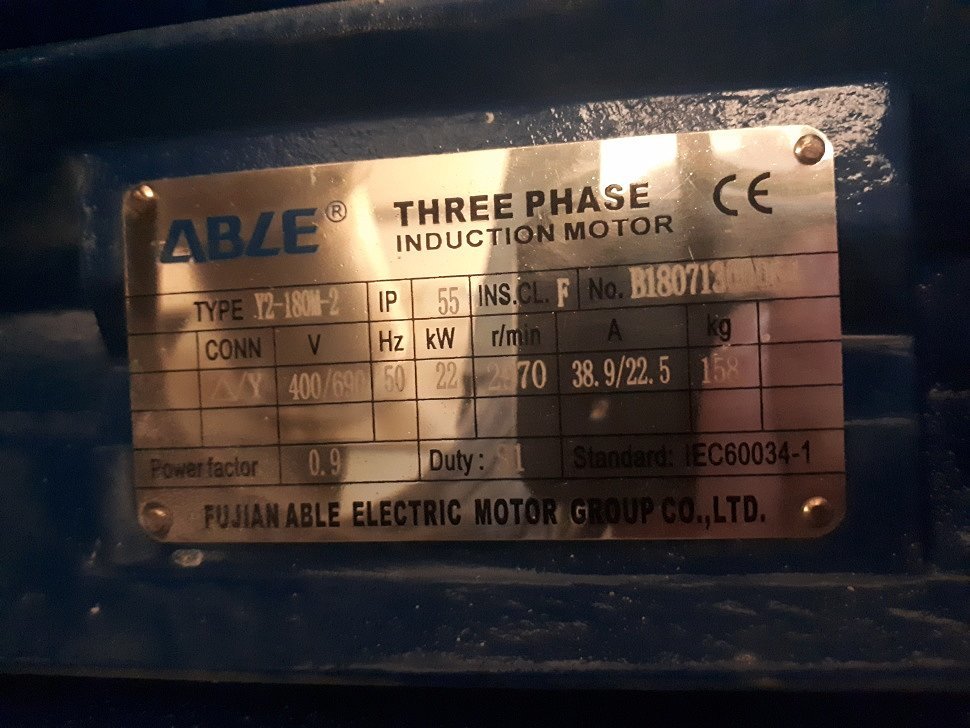 ABLE® THREE PHASE CE
INDUCTION MOTOR
TYPE Y2-180M-2 IP 55 INS.CL. F No.
CONN V Hz kW r/min A kg
△/Y 400/690 50 22 2970 38.9/22.5 158
Power factor 0.9 Duty: S1 Standard: IEC60034-1
FUJIAN ABLE ELECTRIC MOTOR GROUP CO.,LTD.